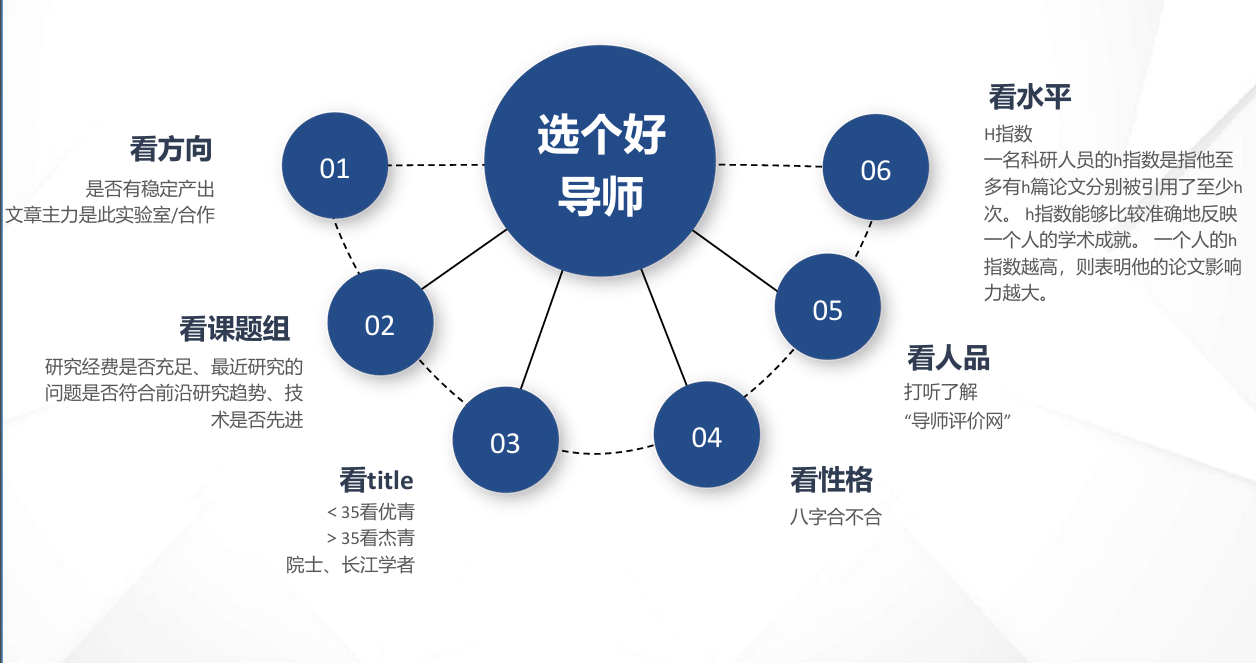 选个好
导师
01
看方向
是否有稳定产出
文章主力是此实验室/合作
02
看课题组
研究经费是否充足、最近研究的
问题是否符合前沿研究趋势、技
术是否先进
03
看title
＜35看优青
＞35看杰青
院士、长江学者
04
看性格
八字合不合
05
看人品
打听了解
“导师评价网”
06
看水平
H指数
一名科研人员的h指数是指他至
多有h篇论文分别被引用了至少h
次。 h指数能够比较准确地反映
一个人的学术成就。 一个人的h
指数越高，则表明他的论文影响
力越大。